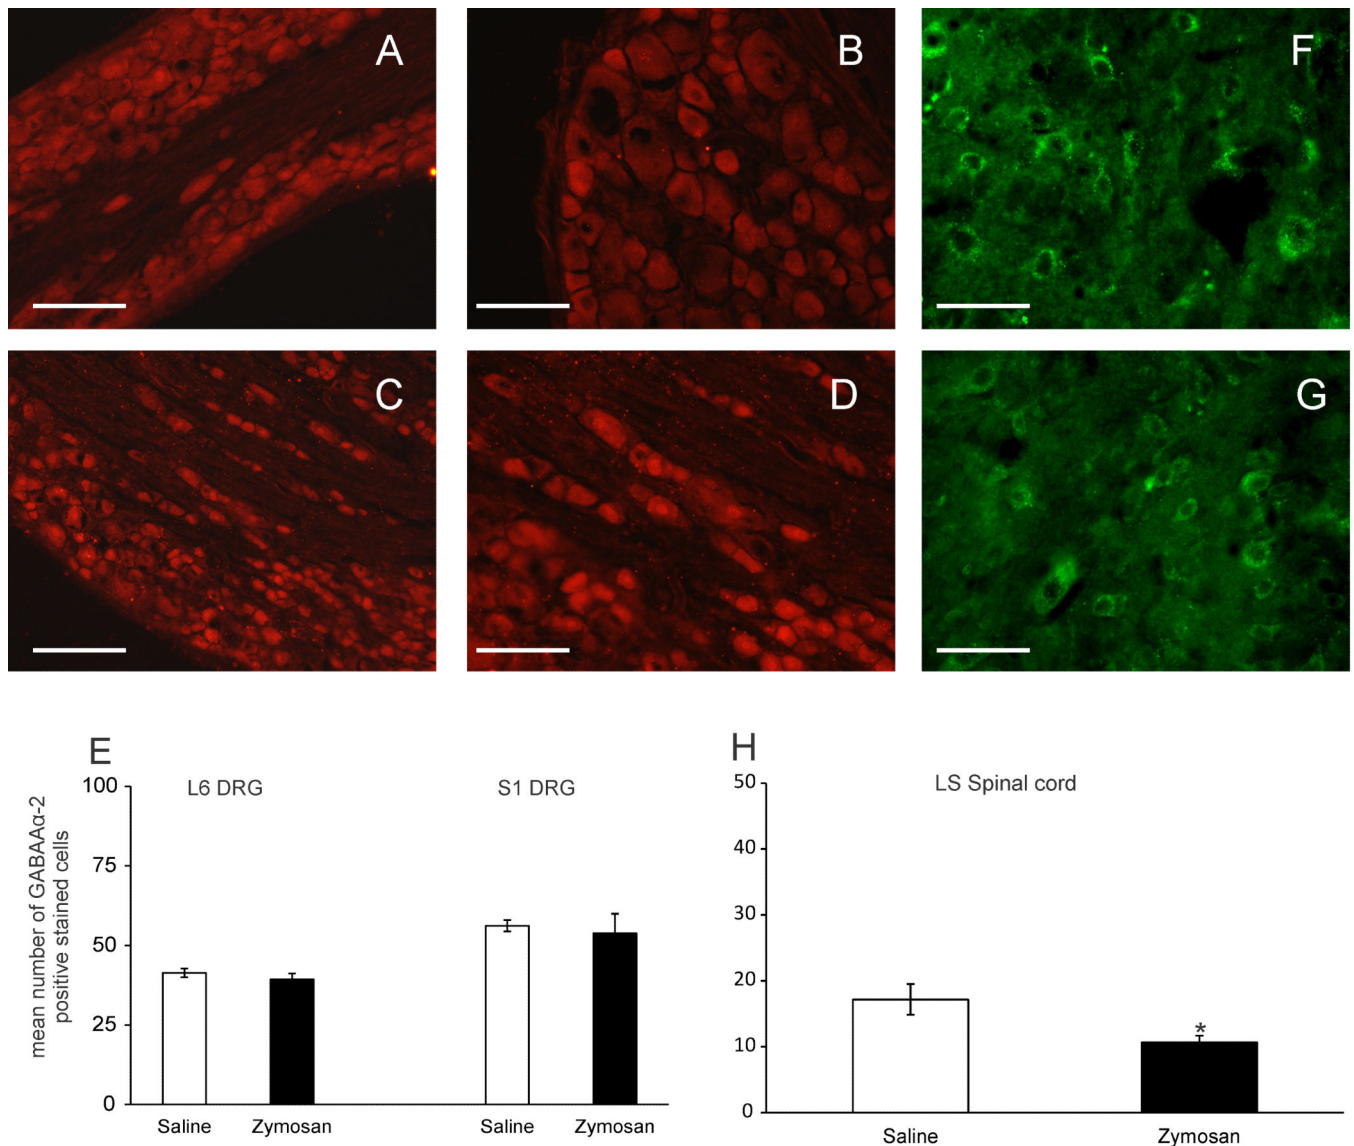 A
B
F
C
D
G
E
L6 DRG
S1 DRG
mean number of GABAAα-2
positive stained cells
100
75
50
25
0
Saline
Zymosan
Saline
Zymosan
H
LS Spinal cord
50
40
30
20
10
0
*
Saline
Zymosan